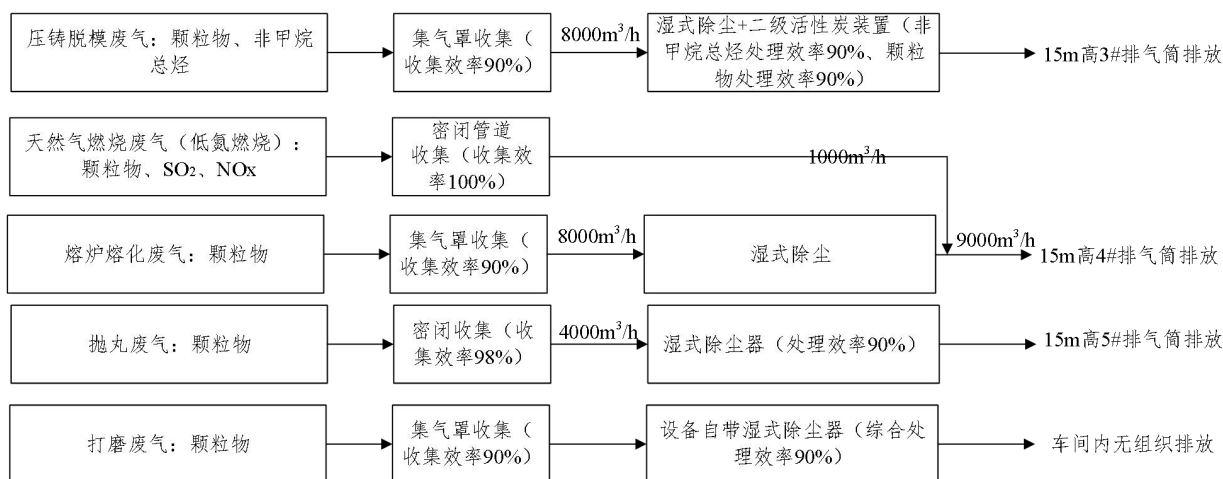 压铸脱模废气：颗粒物、非甲烷
总烃
集气罩收集（
收集效率90%）
8000m³/h
湿式除尘+二级活性炭装置（非
甲烷总烃处理效率90%、颗粒
物处理效率90%）
15m高3#排气筒排放
天然气燃烧废气（低氮燃烧）：
颗粒物、SO₂、NOx
密闭管道
收集（收集效
率100%）
1000m³/h
熔炉熔化废气：颗粒物
集气罩收集（
收集效率90%）
8000m³/h
湿式除尘
9000m³/h
15m高4#排气筒排放
抛丸废气：颗粒物
密闭收集（收
集效率98%）
4000m³/h
湿式除尘器（处理效率90%）
15m高5#排气筒排放
打磨废气：颗粒物
集气罩收集（
收集效率90%）
设备自带湿式除尘器（综合处
理效率90%）
车间内无组织排放